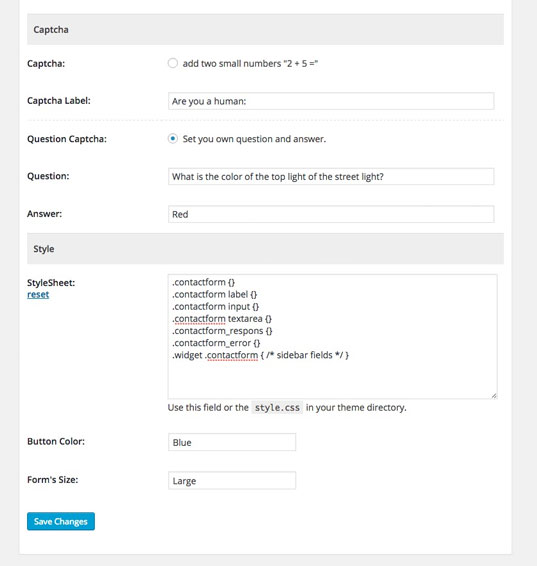 Captcha
Captcha: add two small numbers "2 + 5 ="
Captcha Label: Are you a human:
Question Captcha: Set you own question and answer.
Question: What is the color of the top light of the street light?
Answer: Red
Style
StyleSheet: .contactform {}
reset .contactform label {}
.contactform input {}
.contactform textarea {}
.contactform_respons {}
.contactform_error {}
.widget .contactform { /* sidebar fields */ }
Use this field or the style.css in your theme directory.
Button Color: Blue
Form's Size: Large
Save Changes